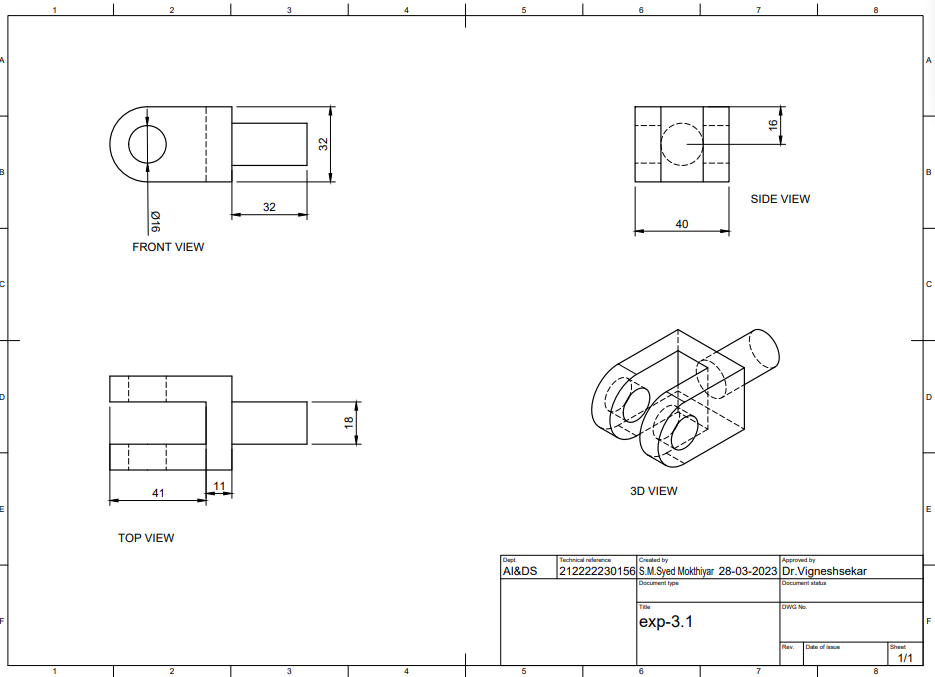 1 2 3 4 5 6 7 8
A A
16
32
B B
SIDE VIEW
32
Ø16
40
FRONT VIEW
C C
D D
18
41 11
3D VIEW
E E
TOP VIEW
Dept. Technical reference Created by Approved by
AI&DS 212222230156 S.M.Syed Mokthiyar 28-03-2023 Dr.Vigneshsekar
Document type Document status
Title DWG No.
exp-3.1
F F
Rev. Date of issue Sheet
1/1
1 2 3 4 5 6 7 8